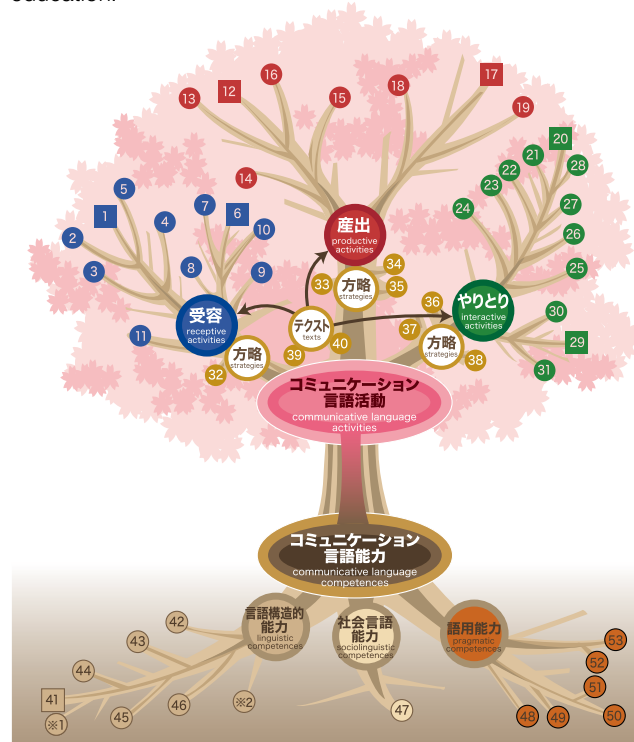 16
17
12
18
13
15
19
20
21
28
22
14
23
5
7
6
24
27
1
4
10
2
産出
productive
activities
26
8
9
34
25
3
33
方略
strategies
35
36
やりとり
interactive
activities
30
受容
receptive
activities
テクスト
texts
37
11
40
方略
strategies
29
39
方略
strategies
38
31
32
コミュニケーション
言語活動
communicative language
activities
コミュニケーション
言語能力
communicative language
competences
言語構造的
能力
linguistic
competences
社会言語
能力
sociolinguistic
competences
語用能力
pragmatic
competences
42
43
53
52
44
51
41
46
※2
47
※1
45
48
49
50